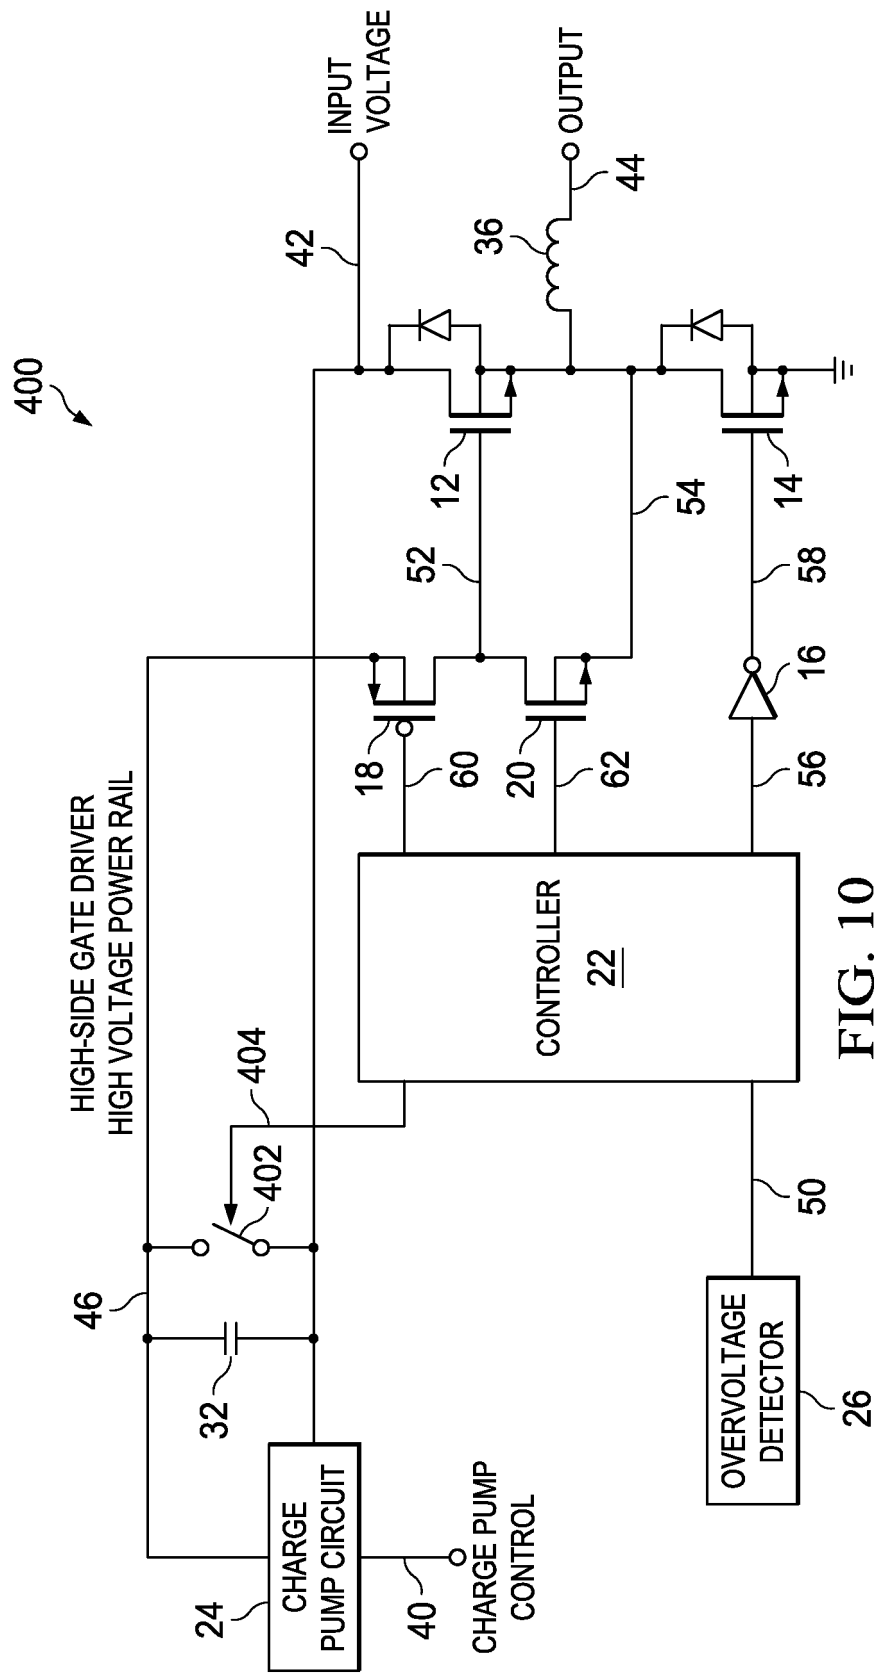 400
HIGH-SIDE GATE DRIVER
HIGH VOLTAGE POWER RAIL
46
32
402
404
42
INPUT
VOLTAGE
24
CHARGE
PUMP CIRCUIT
40
CHARGE PUMP
CONTROL
18
60
52
12
36
OUTPUT
44
20
62
54
CONTROLLER
22
56
16
58
14
50
OVERVOLTAGE
DETECTOR
26
FIG. 10